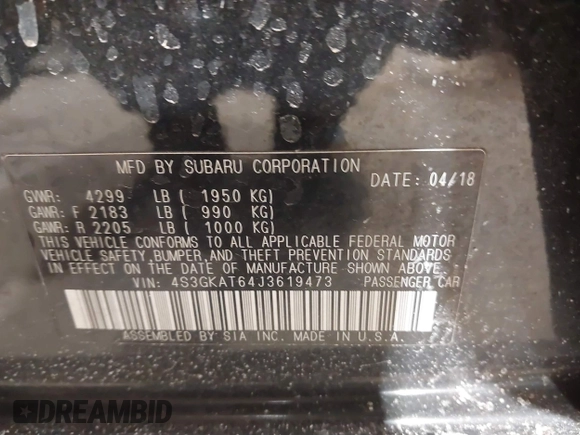 MFD BY SUBARU CORPORATION
DATE: 04/18
GVWR: 4299 LB ( 1950 KG)
GAWR: F 2183 LB ( 990 KG)
GAWR: R 2205 LB ( 1000 KG)
THIS VEHICLE CONFORMS TO ALL APPLICABLE FEDERAL MOTOR
VEHICLE SAFETY, BUMPER, AND THEFT PREVENTION STANDARDS
IN EFFECT ON THE DATE OF MANUFACTURE SHOWN ABOVE.
VIN: 4S3GKAT64J3619473 PASSENGER CAR
ASSEMBLED BY SIA INC. MADE IN U.S.A.
DREAMBID